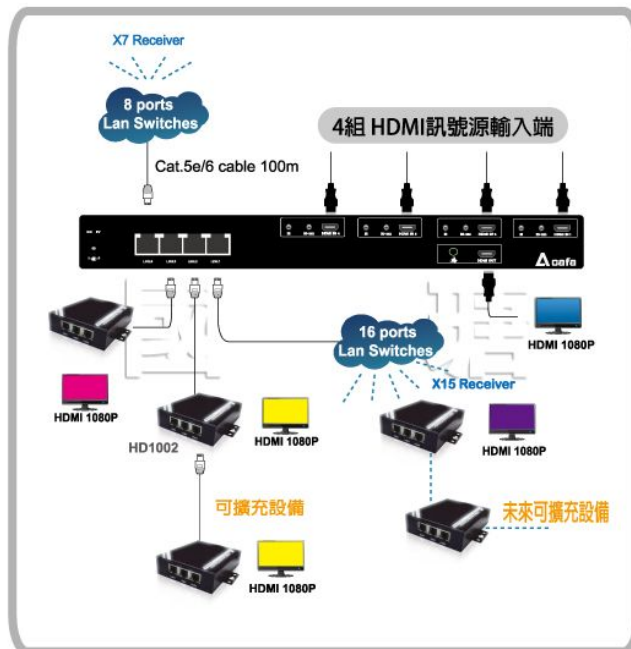 X7 Receiver
8 ports
Lan Switches
4組 HDMI訊號源輸入端
Cat.5e/6 cable 100m
HDMI OUT
16 ports
Lan Switches
HDMI 1080P
X15 Receiver
HDMI 1080P
HD1002
HDMI 1080P
HDMI 1080P
可擴充設備
未來可擴充設備
HDMI 1080P